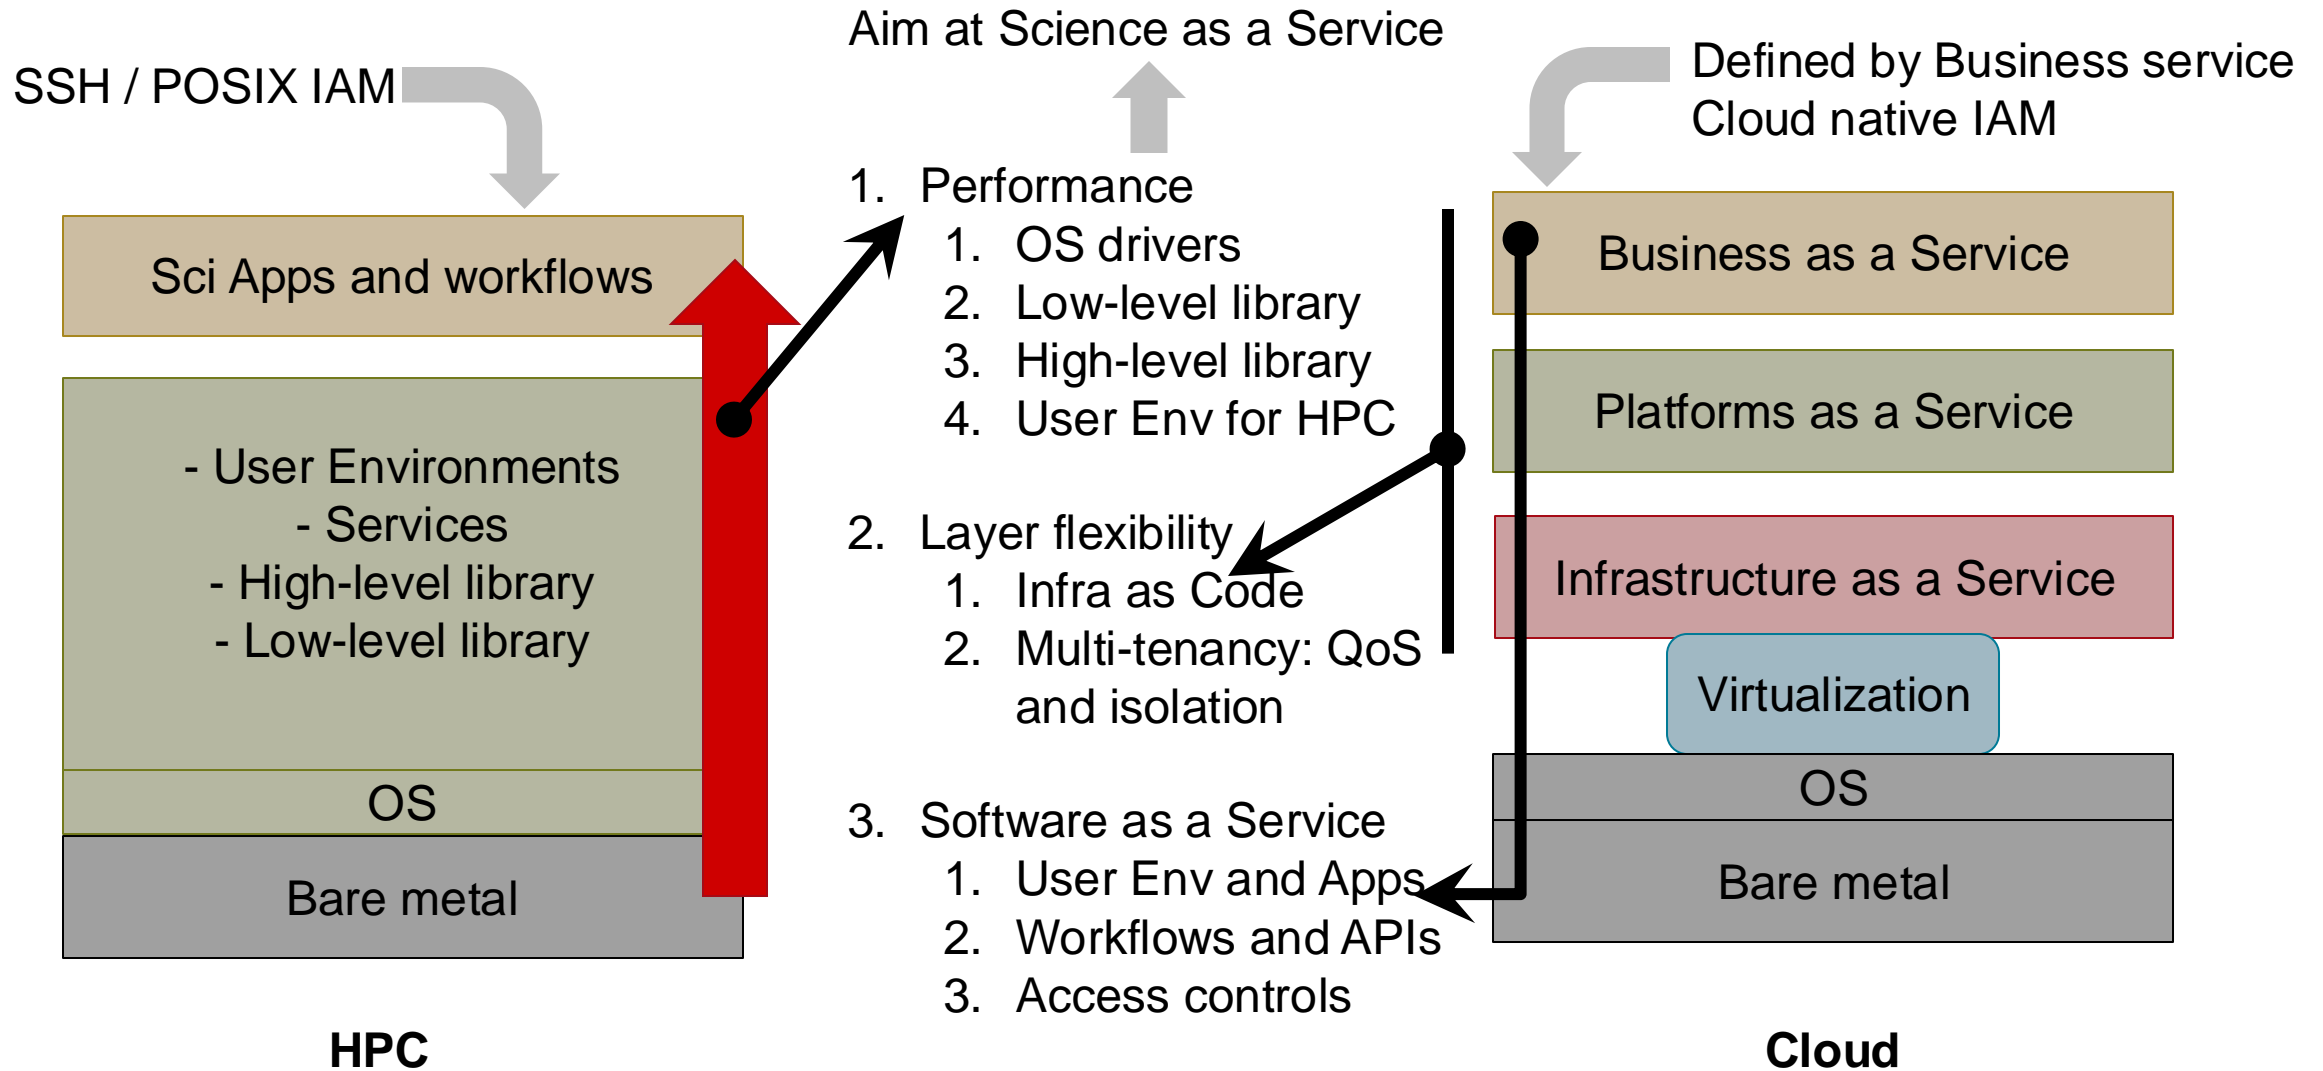 Aim at Science as a Service
SSH / POSIX IAM
Defined by Business service
Cloud native IAM
Sci Apps and workflows
- User Environments
- Services
- High-level library
- Low-level library
OS
Bare metal
HPC
1. Performance
1. OS drivers
2. Low-level library
3. High-level library
4. User Env for HPC
2. Layer flexibility
1. Infra as Code
2. Multi-tenancy: QoS
and isolation
3. Software as a Service
1. User Env and Apps
2. Workflows and APIs
3. Access controls
Business as a Service
Platforms as a Service
Infrastructure as a Service
Virtualization
OS
Bare metal
Cloud